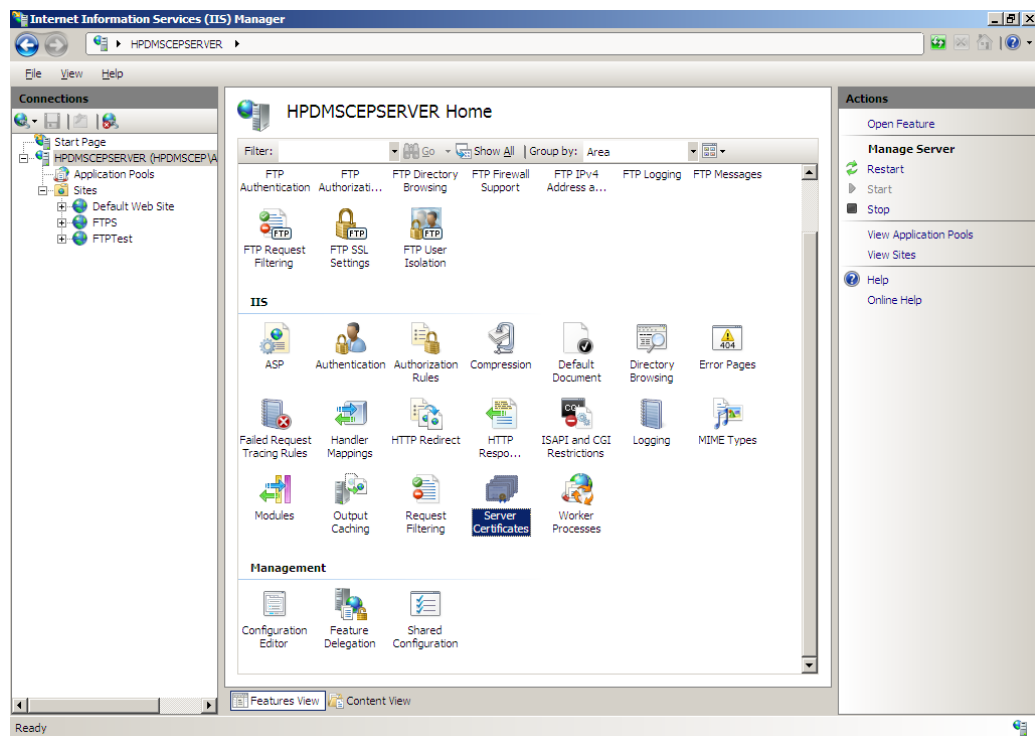 Internet Information Services (IIS) Manager
HPDMSCEPSERVER
File View Help
Connections
Start Page
HPDMSCEPSERVER (HPDMSCEP\A
Application Pools
Sites
Default Web Site
FTPS
FTPTest
HPDMSCEPSERVER Home
Filter: Go Show All Group by: Area
FTP Authentication
FTP Authorizati...
FTP Directory Browsing
FTP Firewall Support
FTP IPv4 Address a...
FTP Logging
FTP Messages
FTP Request Filtering
FTP SSL Settings
FTP User Isolation
IIS
ASP
Authentication
Authorization Rules
Compression
Default Document
Directory Browsing
Error Pages
Failed Request Tracing Rules
Handler Mappings
HTTP Redirect
HTTP Respo...
ISAPI and CGI Restrictions
Logging
MIME Types
Modules
Output Caching
Request Filtering
Server Certificates
Worker Processes
Management
Configuration Editor
Feature Delegation
Shared Configuration
Features View
Content View
Actions
Open Feature
Manage Server
Restart
Start
Stop
View Application Pools
View Sites
Help
Online Help
Ready